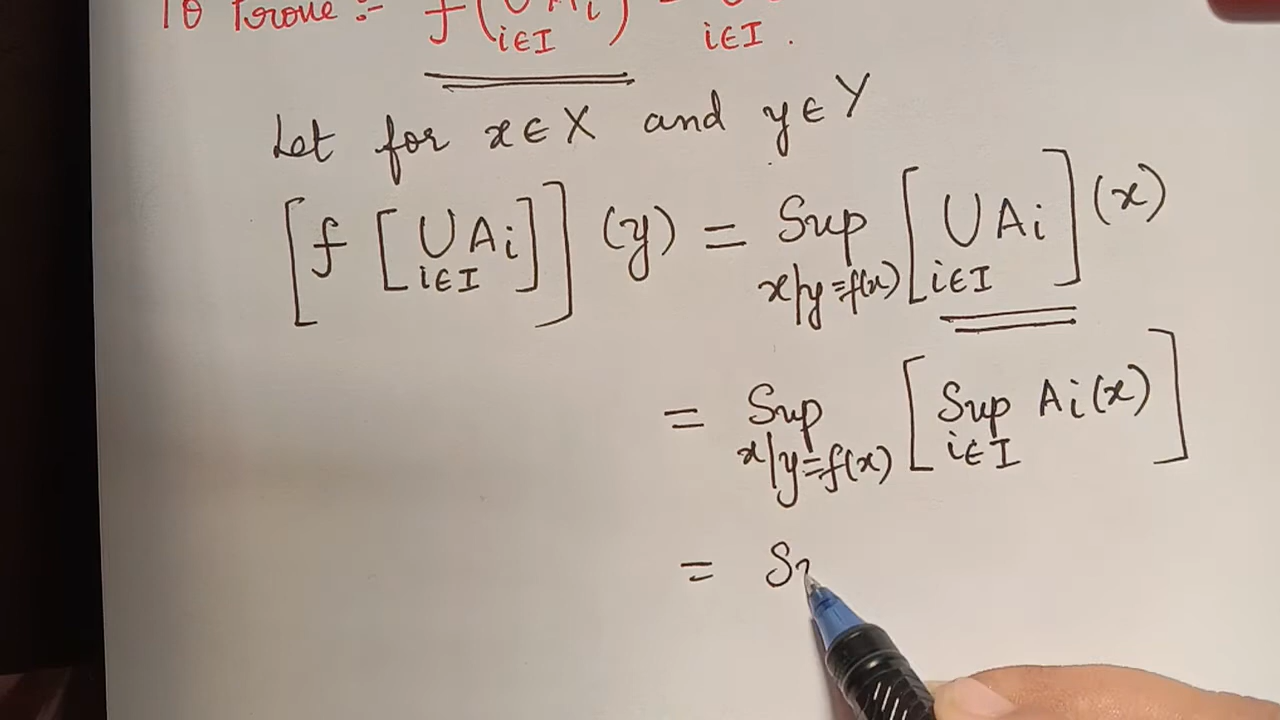 To Prove :- f(∪Ai) =
i∈I i∈I.
Let for x∈X and y∈Y
[f[∪Ai]](y) = Sup [∪Ai](x)
i∈I x/y=f(x) i∈I
= Sup [Sup Ai(x)]
x/y=f(x) i∈I
= S